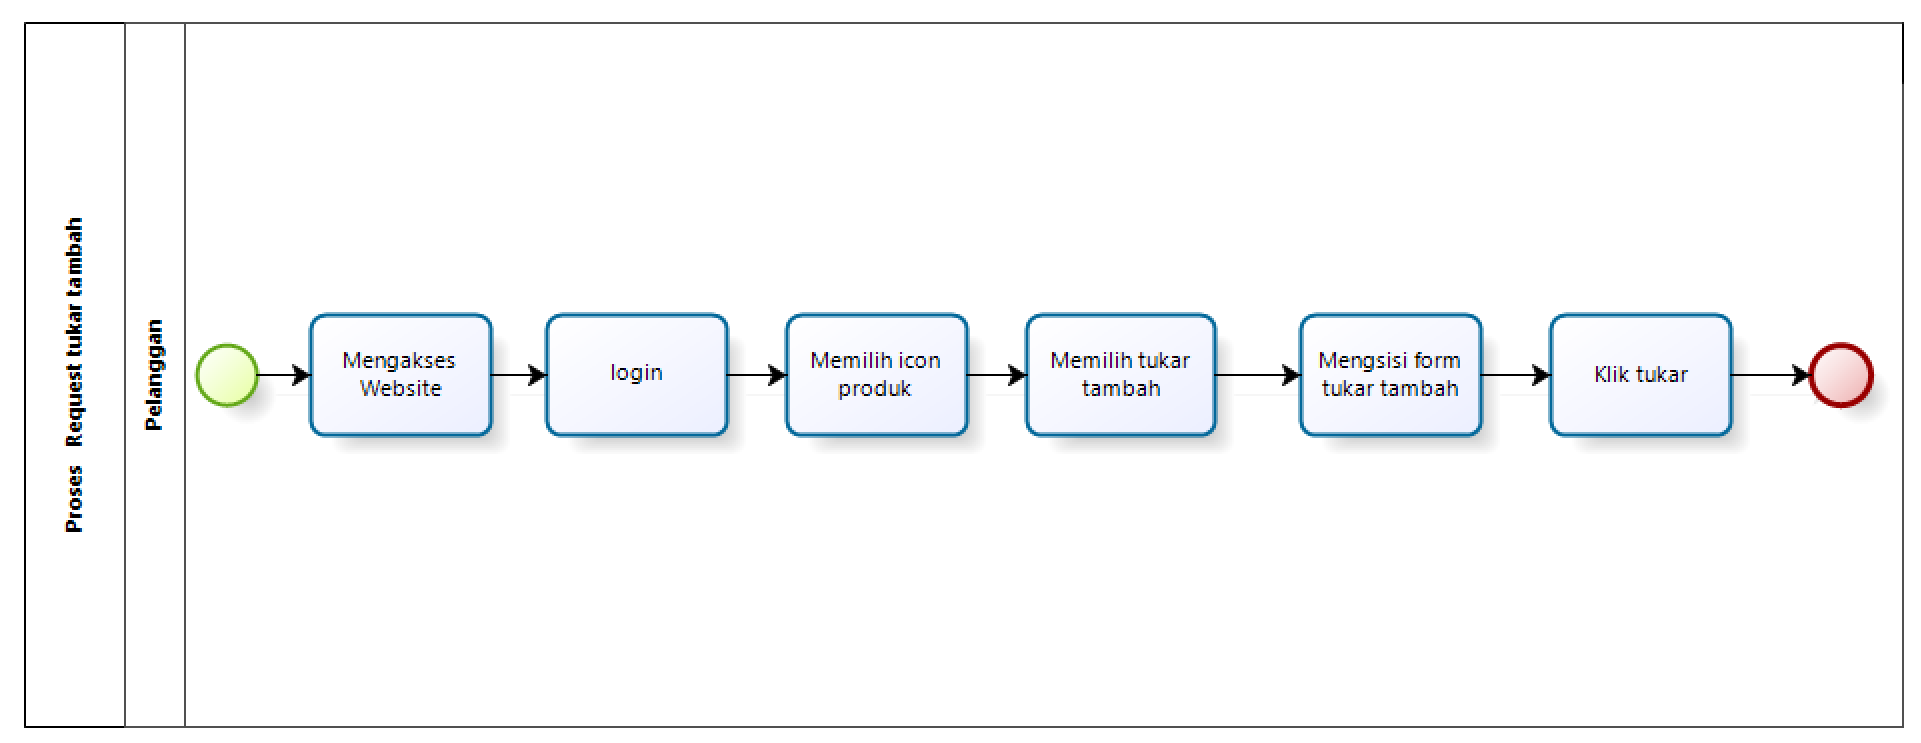 Proses Request tukar tambah
Pelanggan
Mengakses
Website
login
Memilih icon
produk
Memilih tukar
tambah
Mengsisi form
tukar tambah
Klik tukar